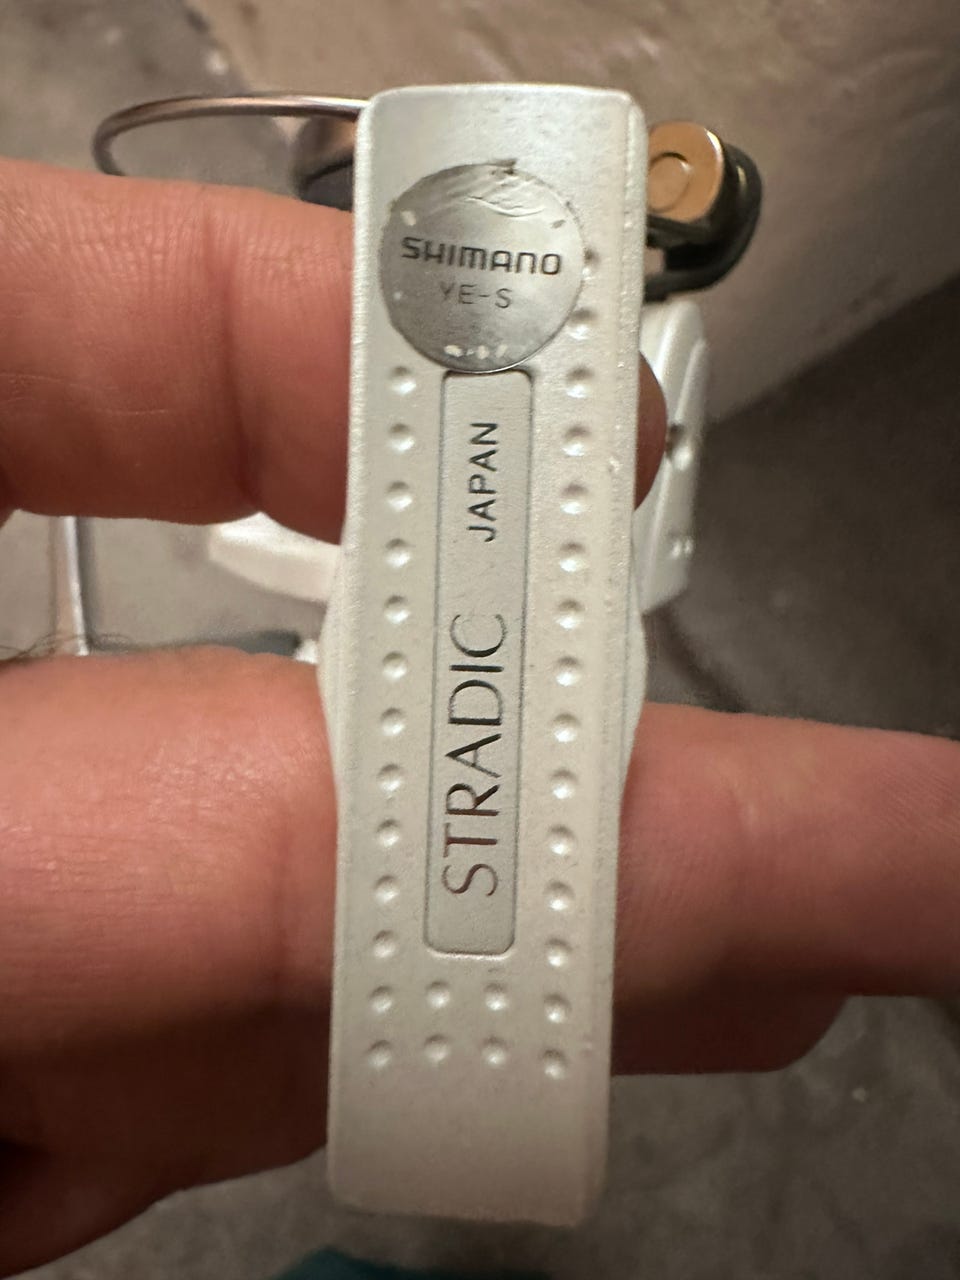 SHIMANO
YE-S
JAPAN
STRADIC